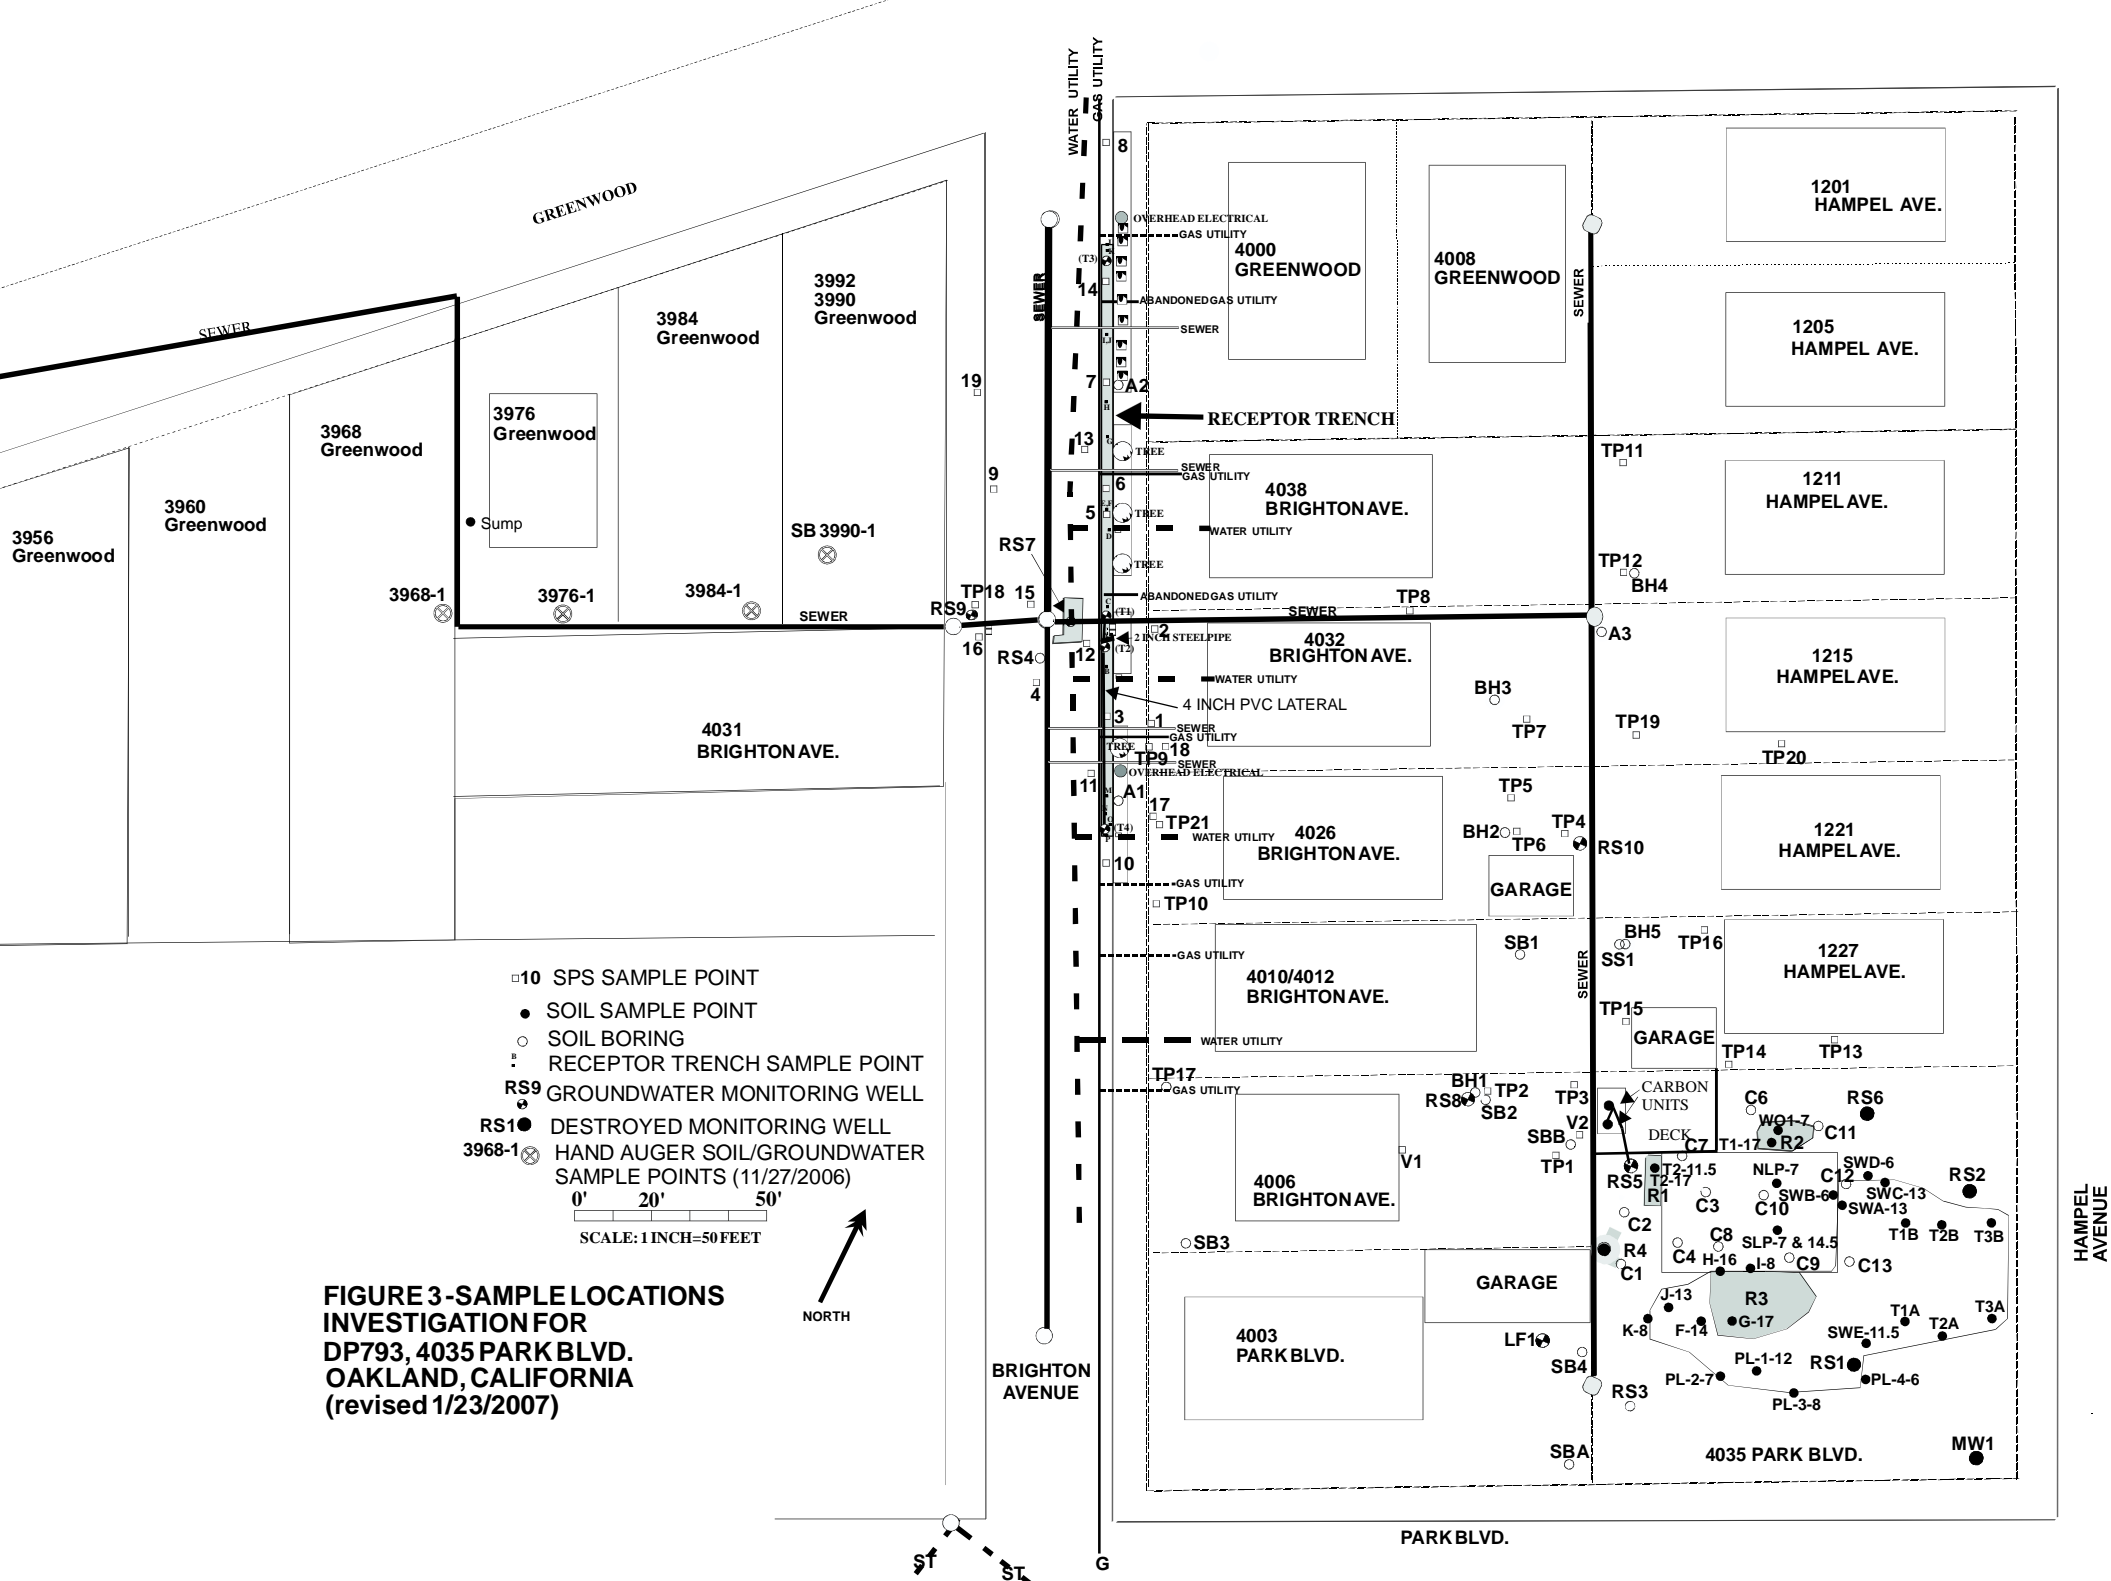 WATER UTILITY
GAS UTILITY
8
GREENWOOD
OVERHEAD ELECTRICAL
GAS UTILITY
(T3)
14
ABANDONED GAS UTILITY
SEWER
SEWER
SEWER
SEWER
4000
GREENWOOD
4008
GREENWOOD
1201
HAMPEL AVE.
1205
HAMPEL AVE.
3992
3990
Greenwood
3984
Greenwood
3976
Greenwood
3968
Greenwood
3960
Greenwood
3956
Greenwood
Sump
SB 3990-1
3968-1
3976-1
3984-1
SEWER
19
9
7
A2
H
RECEPTOR TRENCH
13
G
TREE
SEWER
GAS UTILITY
6
5
E,F
TREE
D
WATER UTILITY
TREE
4038
BRIGHTON AVE.
TP11
1211
HAMPEL AVE.
TP12
BH4
RS7
TP18
15
RS9
16
RS4
4
C
ABANDONED GAS UTILITY
(T1)
2
2 INCH STEEL PIPE
12
(T2)
B
SEWER
TP8
4032
BRIGHTON AVE.
A3
1215
HAMPEL AVE.
WATER UTILITY
4 INCH PVC LATERAL
3
1
SEWER
GAS UTILITY
TREE
18
TP9
SEWER
OVERHEAD ELECTRICAL
11
M
A1
17
TP21
(T4)
WATER UTILITY
10
GAS UTILITY
TP10
BH3
TP7
TP19
TP20
TP5
BH2
TP6
TP4
RS10
4026
BRIGHTON AVE.
GARAGE
1221
HAMPEL AVE.
4031
BRIGHTON AVE.
SB1
BH5
SS1
TP16
1227
HAMPEL AVE.
GAS UTILITY
4010/4012
BRIGHTON AVE.
SEWER
TP15
GARAGE
TP14
TP13
WATER UTILITY
TP17
GAS UTILITY
BH1
RS8
TP2
SB2
TP3
V2
SBB
TP1
V1
CARBON
UNITS
DECK
C6
RS6
WO1-7
C11
R2
C7
T1-17
T2-11.5
T2-17
R1
RS5
NLP-7
C12
SWD-6
RS2
SWB-6
SWC-13
SWA-13
C3
C10
C2
T1B
T2B
T3B
C8
SLP-7 & 14.5
R4
C4
H-16
I-8
C9
C13
C1
4006
BRIGHTON AVE.
SB3
GARAGE
R3
J-13
K-8
F-14
G-17
T1A
T2A
T3A
SWE-11.5
LF1
SB4
RS1
PL-1-12
PL-2-7
PL-4-6
PL-3-8
RS3
4003
PARK BLVD.
SBA
4035 PARK BLVD.
MW1
HAMPEL
AVENUE
10 SPS SAMPLE POINT
SOIL SAMPLE POINT
SOIL BORING
B RECEPTOR TRENCH SAMPLE POINT
RS9 GROUNDWATER MONITORING WELL
RS1 DESTROYED MONITORING WELL
3968-1 HAND AUGER SOIL/GROUNDWATER
SAMPLE POINTS (11/27/2006)
0' 20' 50'
SCALE: 1 INCH=50 FEET
NORTH
FIGURE 3 -SAMPLE LOCATIONS
INVESTIGATION FOR
DP793, 4035 PARK BLVD.
OAKLAND, CALIFORNIA
(revised 1/23/2007)
BRIGHTON
AVENUE
PARK BLVD.
ST
ST
G